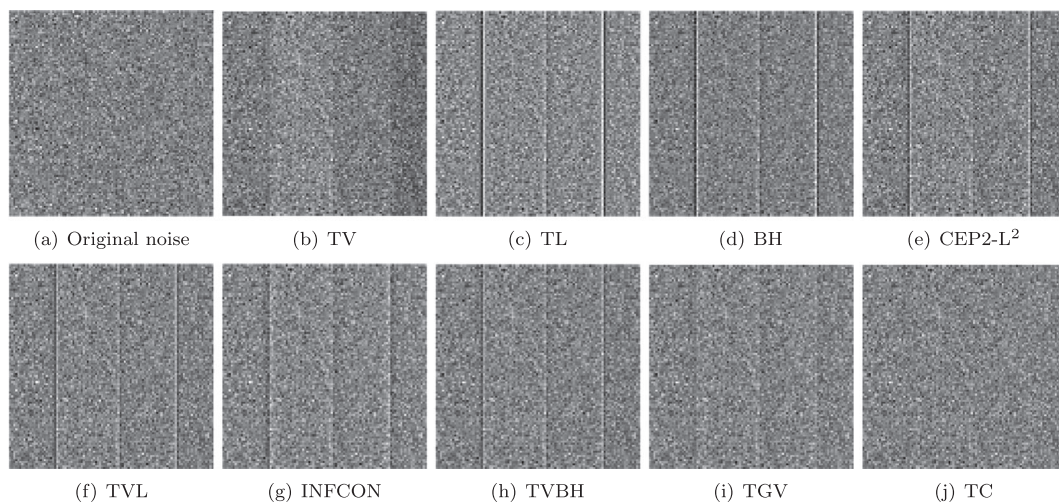 (a) Original noise
(b) TV
(c) TL
(d) BH
(e) CEP2-L²
(f) TVL
(g) INFCON
(h) TVBH
(i) TGV
(j) TC